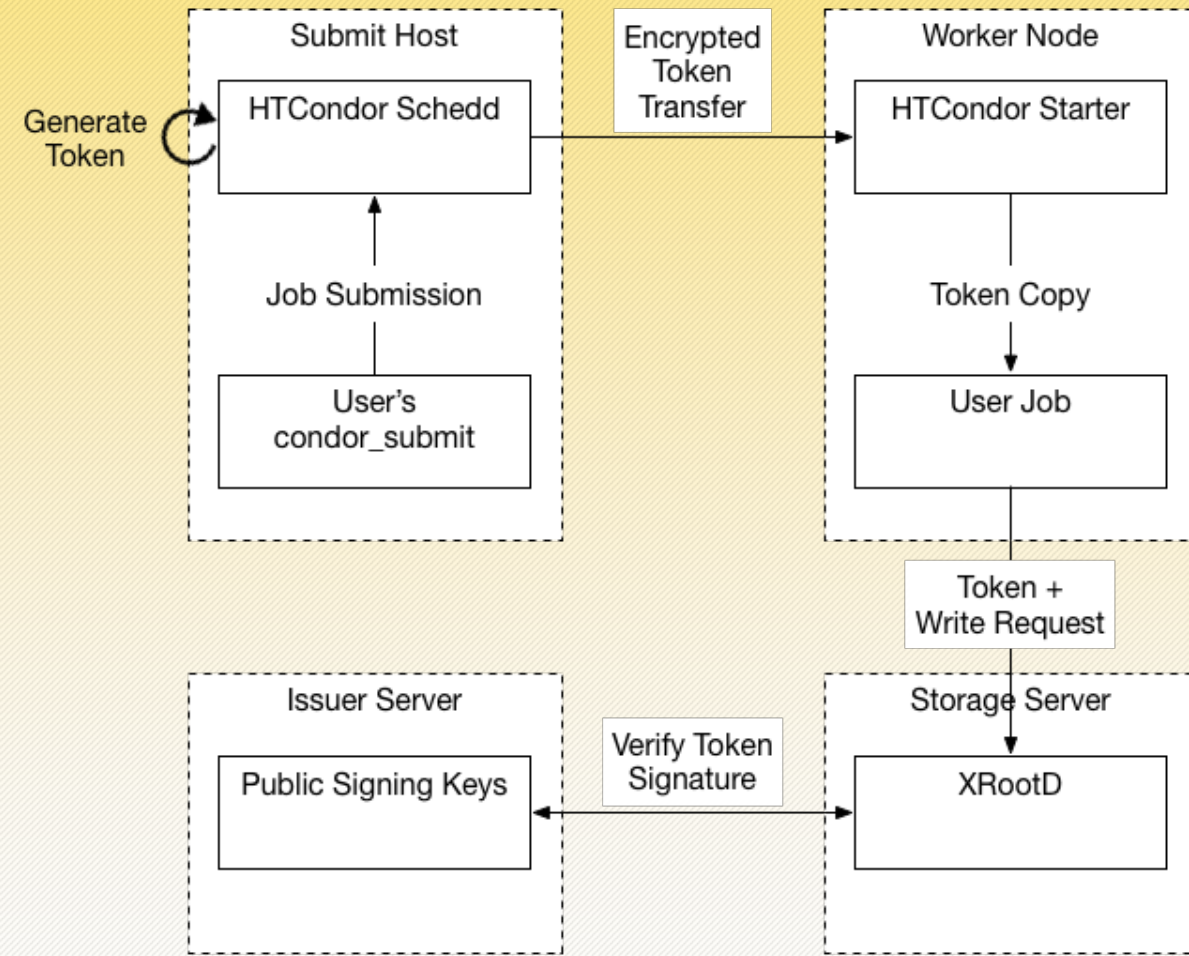 Submit Host
Encrypted
Token
Transfer
Worker Node
Generate
Token
HTCondor Schedd
HTCondor Starter
Job Submission
Token Copy
User's
condor_submit
User Job
Token +
Write Request
Issuer Server
Storage Server
Verify Token
Signature
Public Signing Keys
XRootD